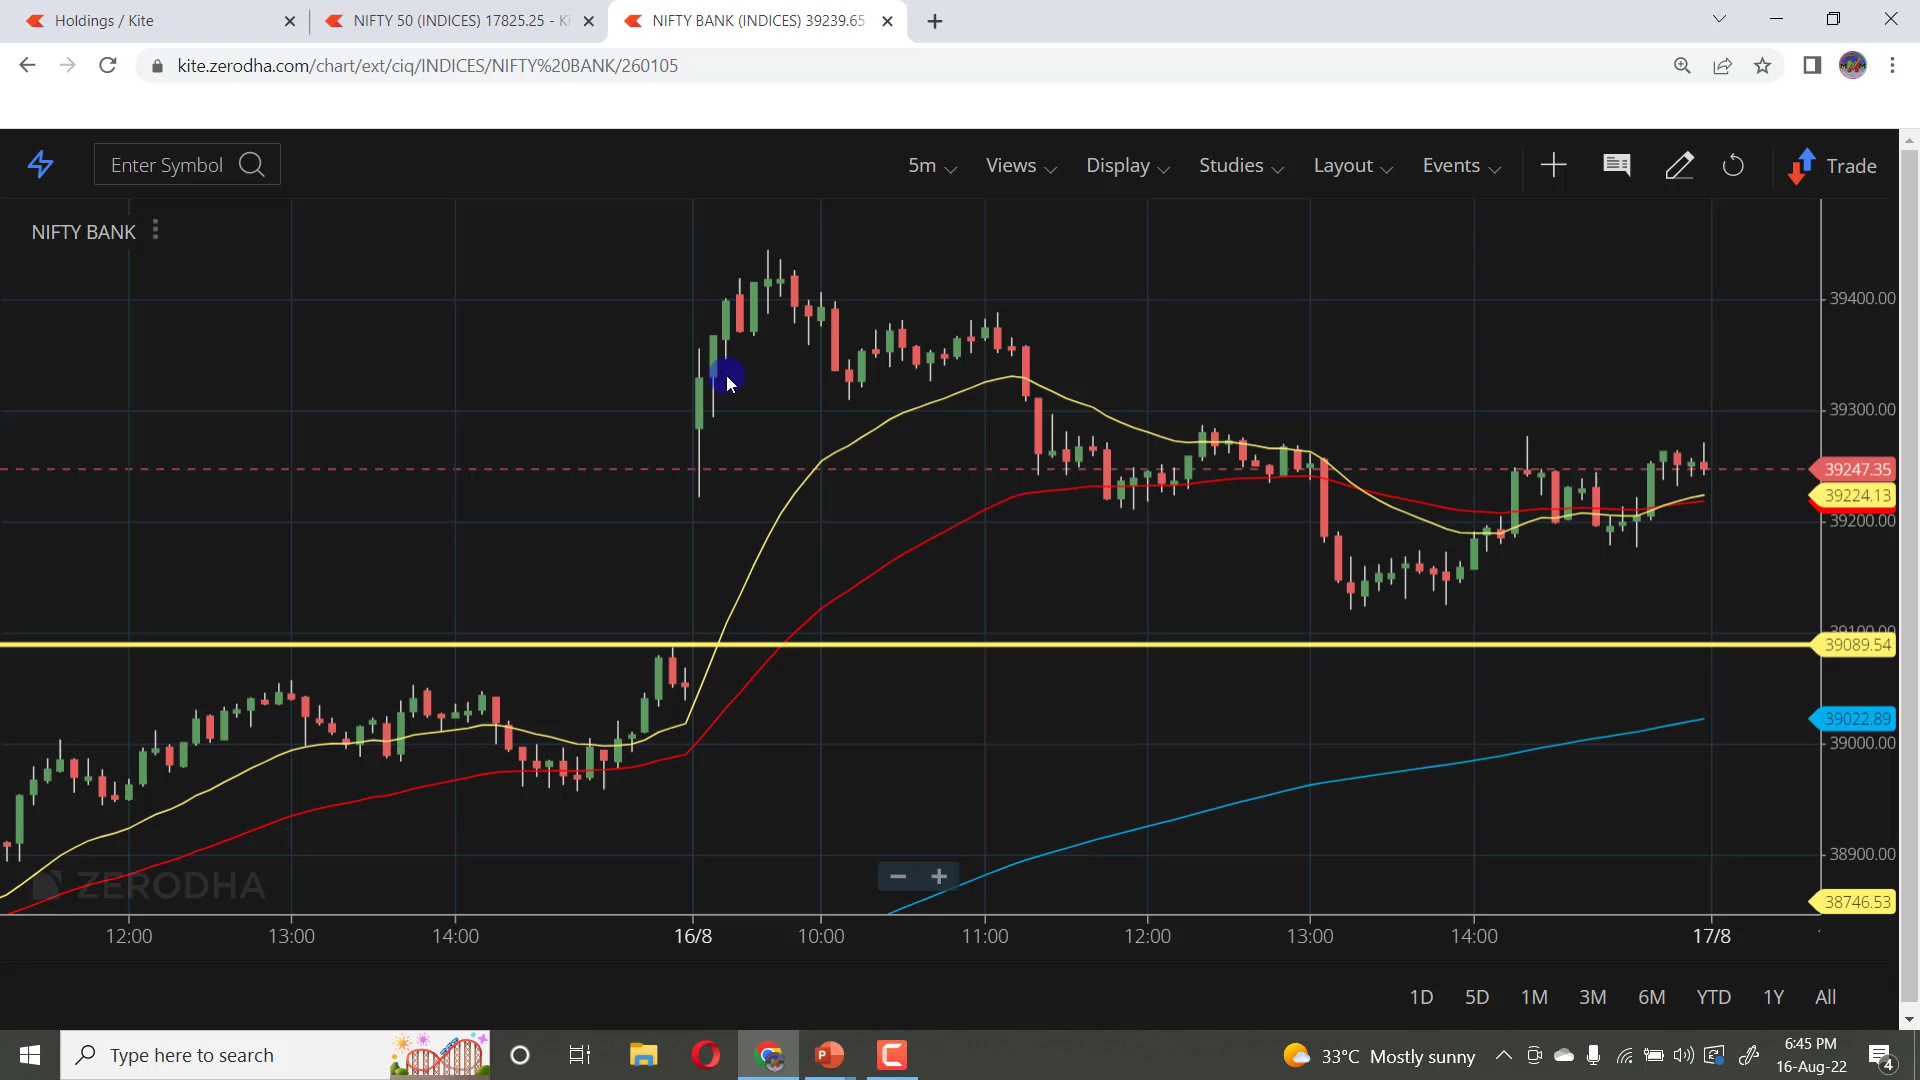 Holdings / Kite
NIFTY 50 (INDICES) 17825.25 - Ki
NIFTY BANK (INDICES) 39239.65
kite.zerodha.com/chart/ext/ciq/INDICES/NIFTY%20BANK/260105
Enter Symbol
5m
Views
Display
Studies
Layout
Events
Trade
NIFTY BANK
39400.00
39300.00
39247.35
39224.13
39200.00
39100.00
39089.54
39022.89
39000.00
38900.00
38746.53
ZERODHA
12:00
13:00
14:00
16/8
10:00
11:00
12:00
13:00
14:00
17/8
1D
5D
1M
3M
6M
YTD
1Y
All
Type here to search
33°C Mostly sunny
6:45 PM
16-Aug-22
4